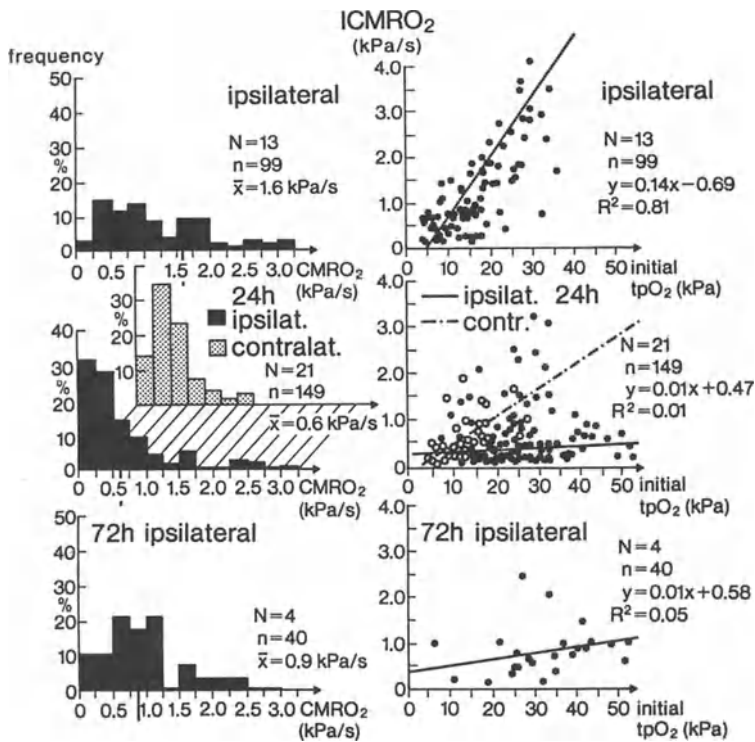 ICMRO2
(kPa/s)
frequency
50
40
30
%
20
10
0
ipsilateral
N=13
n=99
x̄=1.6 kPa/s
0.5 1.0 1.5 2.0 2.5 3.0 CMRO2
(kPa/s)
4.0
3.0
2.0
1.0
0
ipsilateral
N=13
n=99
y=0.14x−0.69
R²=0.81
0 10 20 30 40 50 initial
tpO2 (kPa)
40
30
20
%
10
0
30
%
20
10
24h
ipsilat.
contralat.
N=21
n=149
x̄=0.6 kPa/s
0.5 1.0 1.5 2.0 2.5 3.0 CMRO2
(kPa/s)
4.0
3.0
2.0
1.0
0
ipsilat. 24h
contr.
N=21
n=149
y=0.01x+0.47
R²=0.01
0 10 20 30 40 50
initial
tpO2 (kPa)
50
40
30
%
20
10
0
72h ipsilateral
N=4
n=40
x̄=0.9 kPa/s
0.5 1.0 1.5 2.0 2.5 3.0 CMRO2
(kPa/s)
4.0
3.0
2.0
1.0
0
72h ipsilateral
N=4
n=40
y=0.01x+0.58
R²=0.05
0 10 20 30 40 50 initial
tpO2 (kPa)